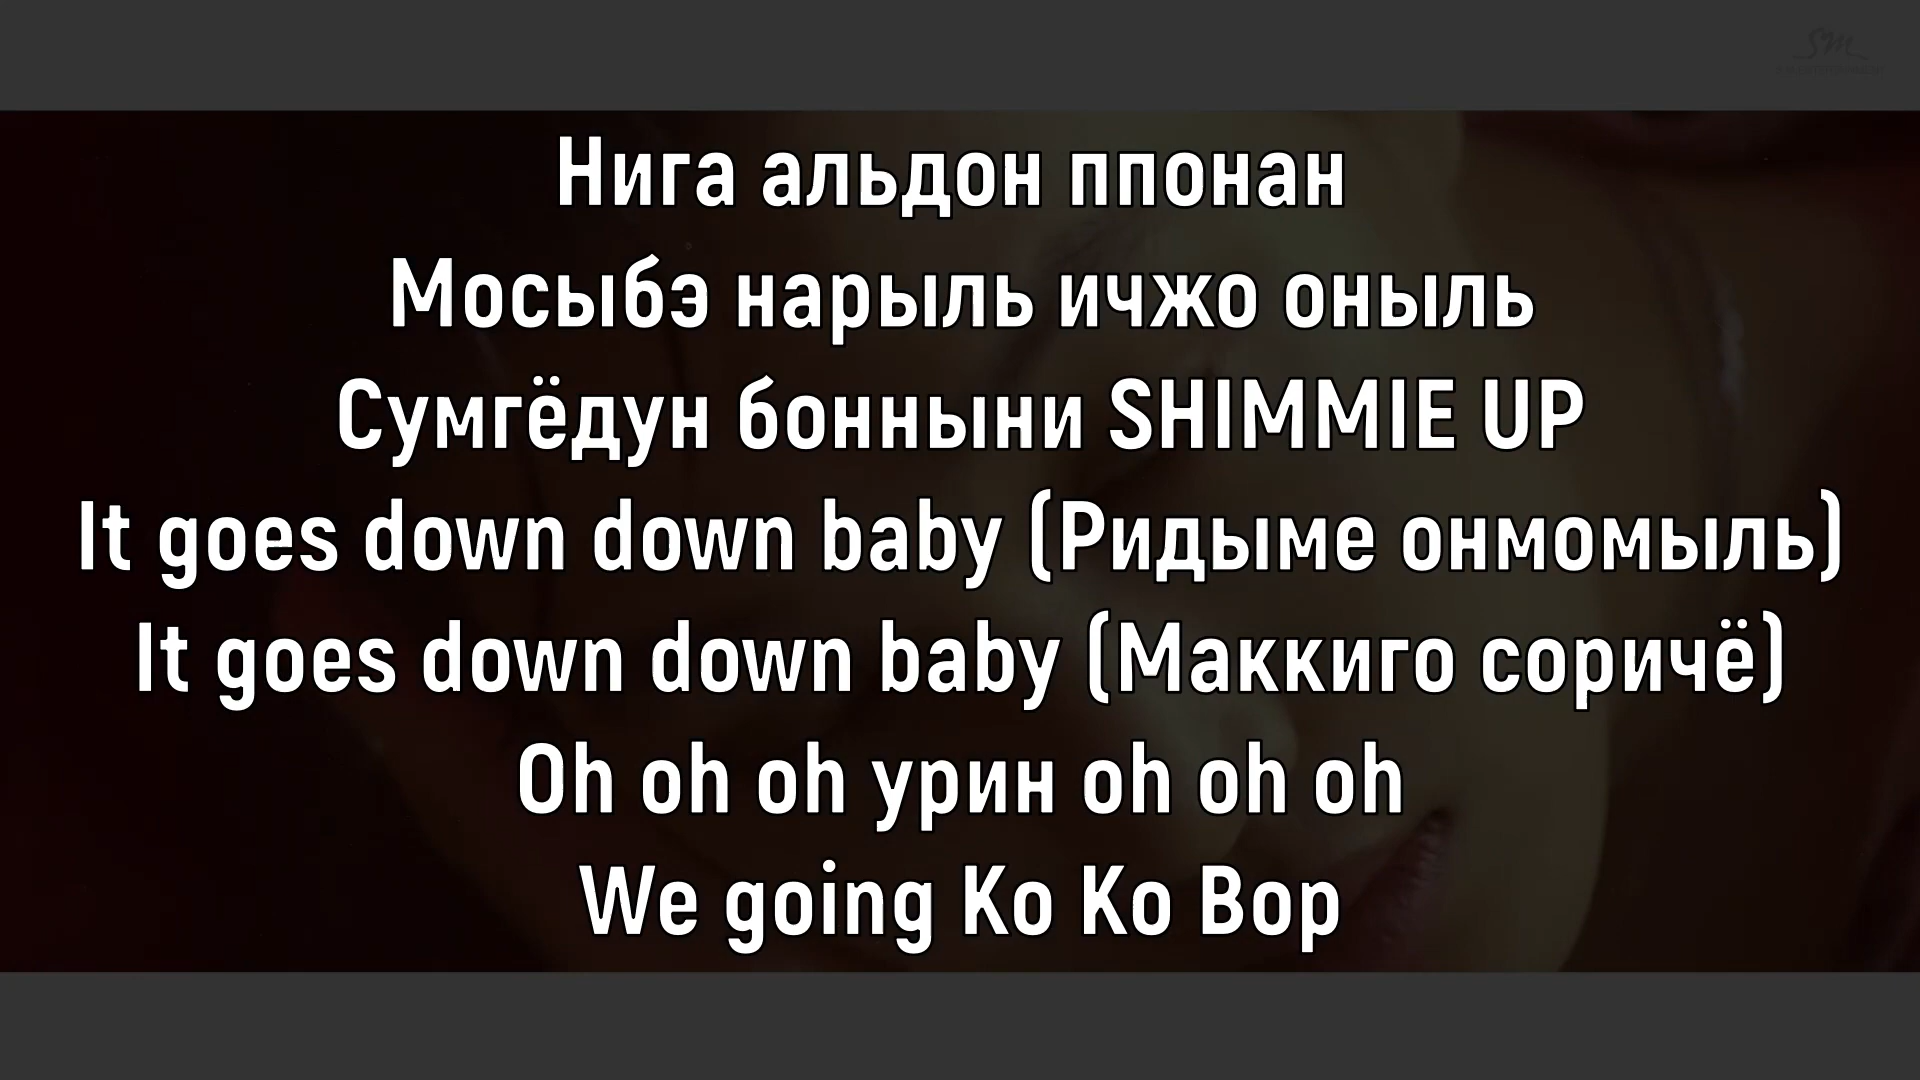 Нига альдон ппонан
Мосыбэ нарыль ичжо оныль
Сумгёдун бонныни SHIMMIE UP
It goes down down baby (Ридыме онмомыль)
It goes down down baby (Маккиго соричё)
Oh oh oh урин oh oh oh
We going Ko Ko Bop